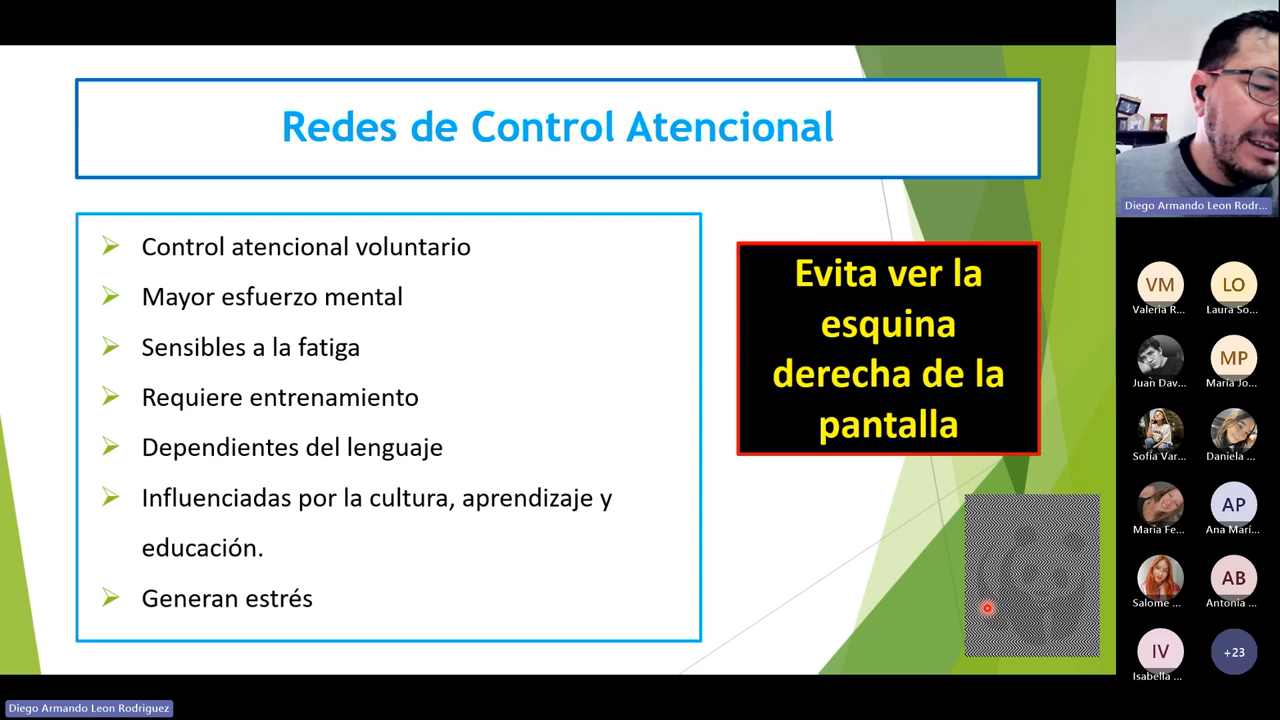 Redes de Control Atencional
Control atencional voluntario
Mayor esfuerzo mental
Sensibles a la fatiga
Requiere entrenamiento
Dependientes del lenguaje
Influenciadas por la cultura, aprendizaje y
educación.
Generan estrés
Evita ver la
esquina
derecha de la
pantalla
Diego Armando Leon Rodr...
VM
LO
Valeria R...
Laura So...
MP
Juan Dav...
María Jo...
Sofía Var...
Daniela ...
AP
Maria Fe...
Ana Marí...
AB
Salome ...
Antonia ...
IV
+23
Isabella ...
Diego Armando Leon Rodriguez